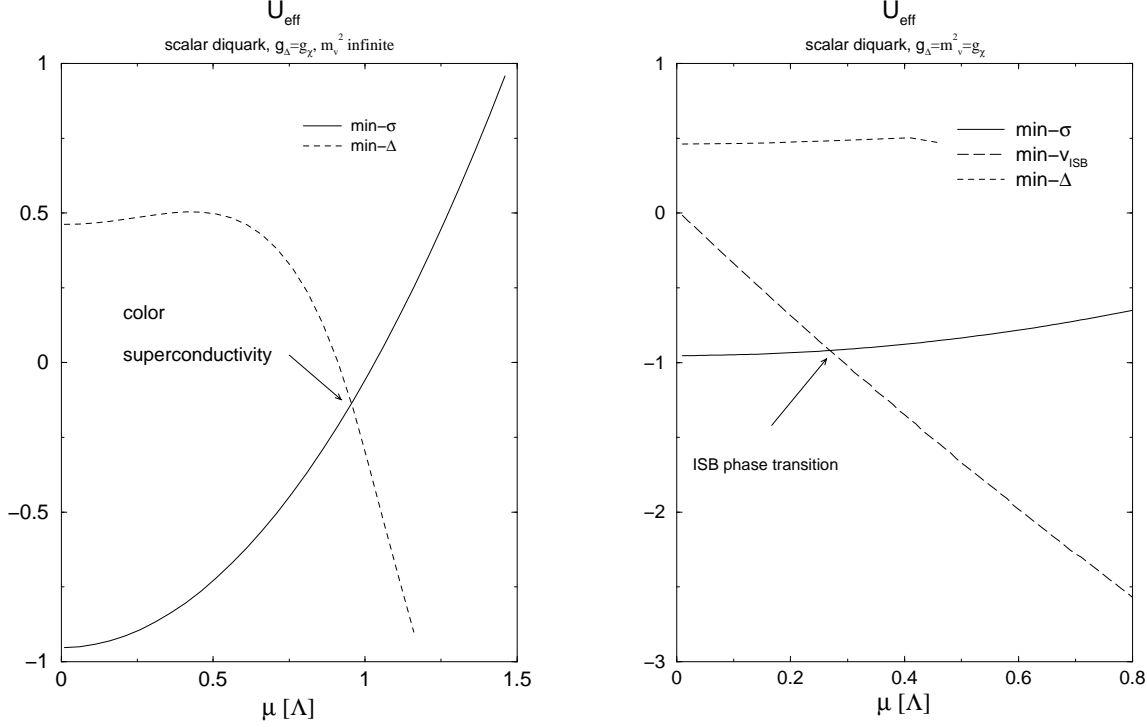 U_eff
scalar diquark, g_Δ=g_χ, m_v^2 infinite
1
0.5
0
−0.5
−1
min−σ
min−Δ
color
superconductivity
0 0.5 1 1.5
μ [Λ]
U_eff
scalar diquark, g_Δ=m^2_v=g_χ
1
0
−1
−2
−3
min−σ
min−v_ISB
min−Δ
ISB phase transition
0 0.2 0.4 0.6 0.8
μ [Λ]